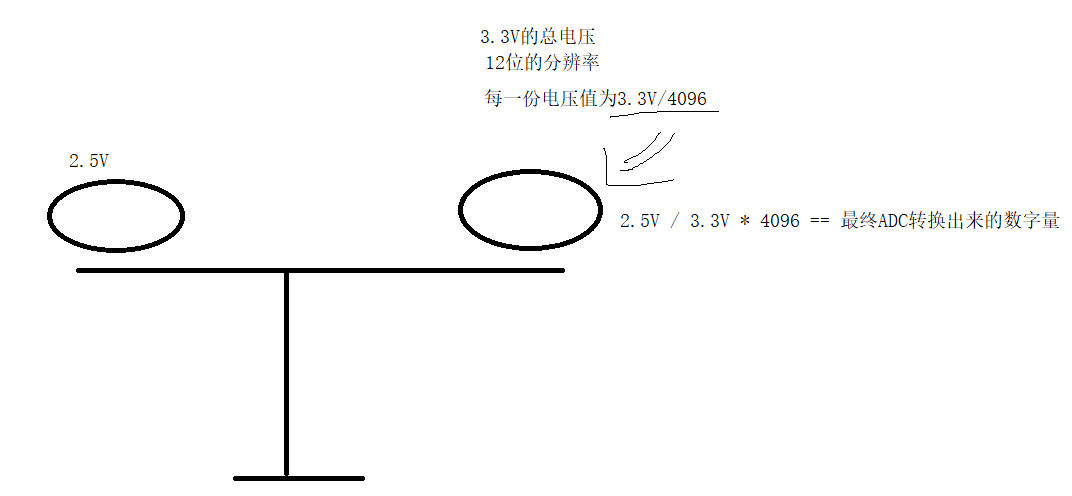 3.3V的总电压
12位的分辨率
每一份电压值为3.3V/4096
2.5V
2.5V / 3.3V * 4096 == 最终ADC转换出来的数字量